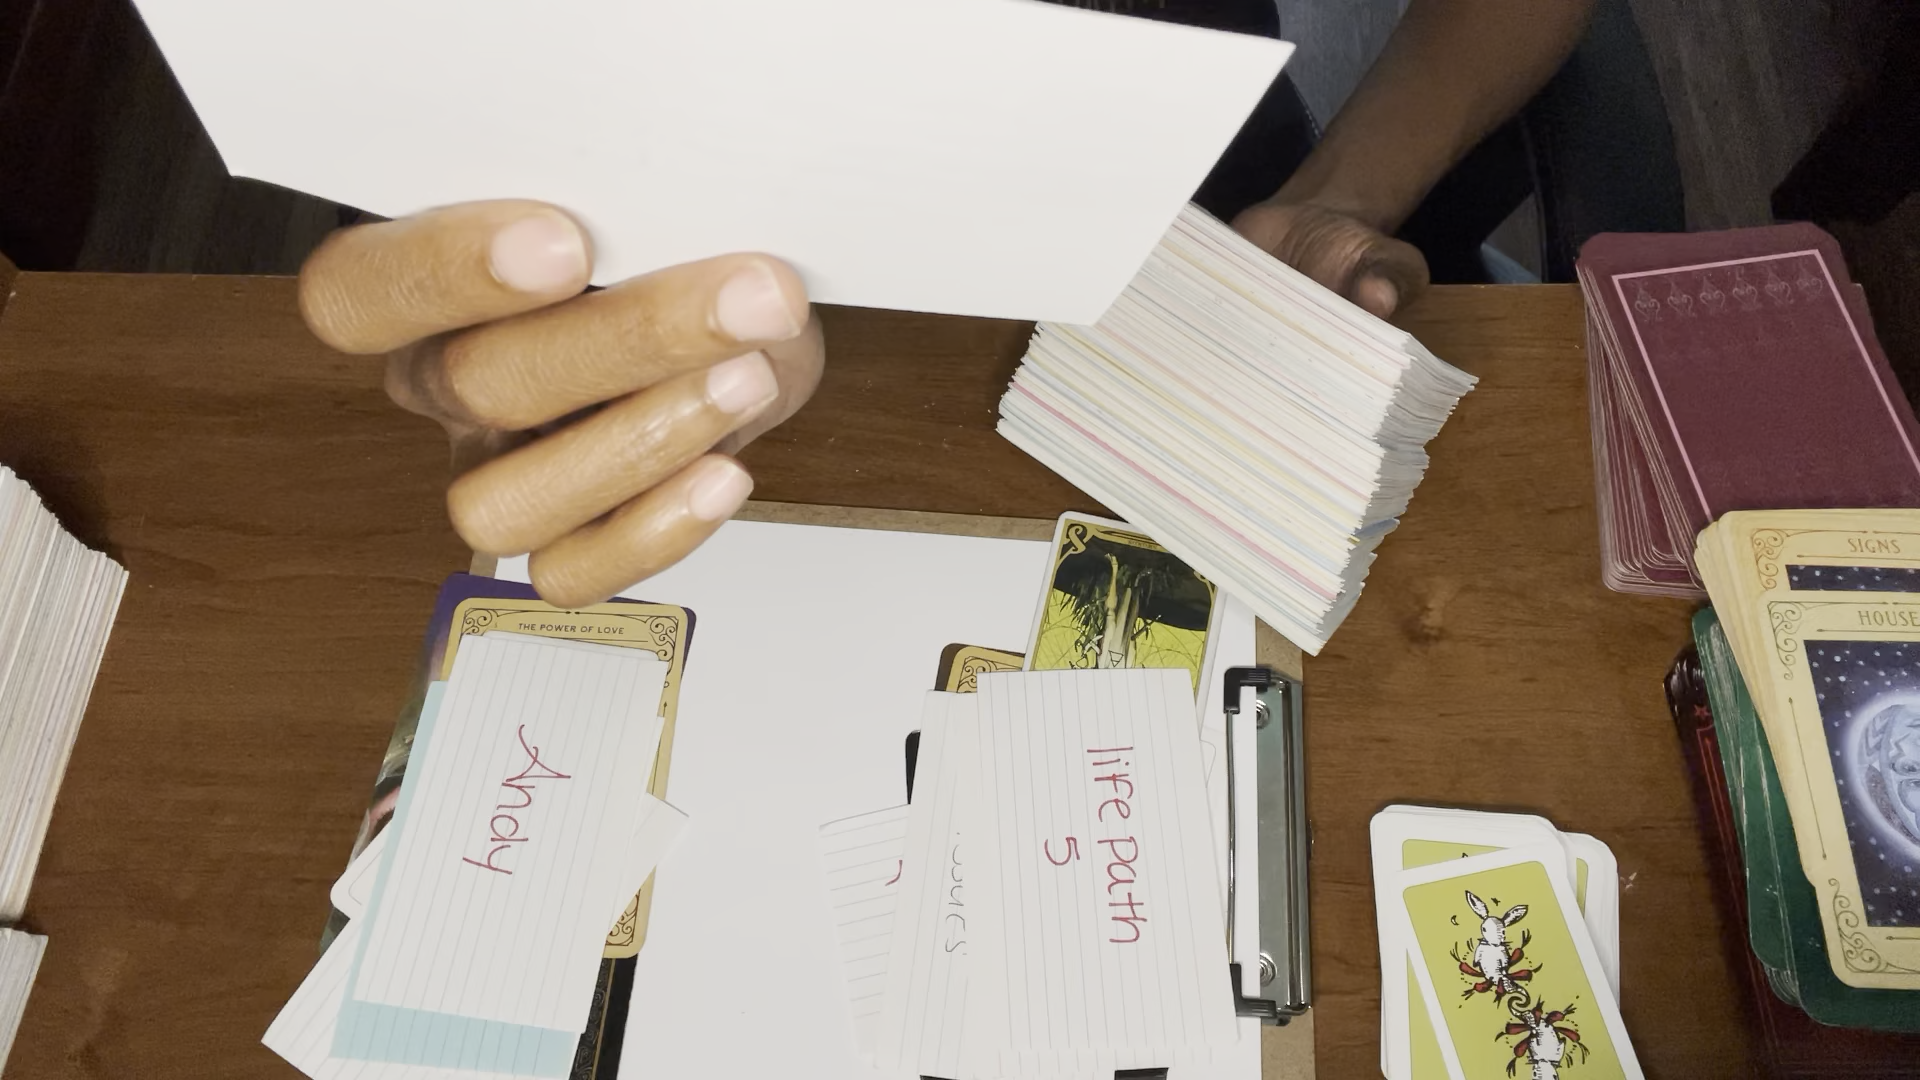 SIGNS
HOUSE
THE POWER OF LOVE
Andy
life path
5